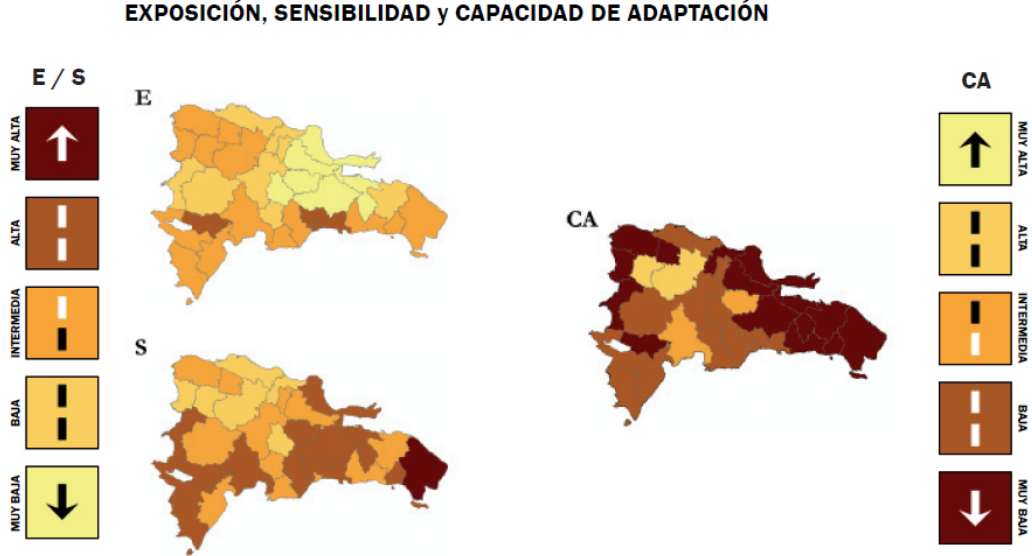 EXPOSICIÓN, SENSIBILIDAD y CAPACIDAD DE ADAPTACIÓN
E / S
MUY ALTA
ALTA
INTERMEDIA
BAJA
MUY BAJA
E
S
CA
CA
MUY ALTA
ALTA
INTERMEDIA
BAJA
MUY BAJA